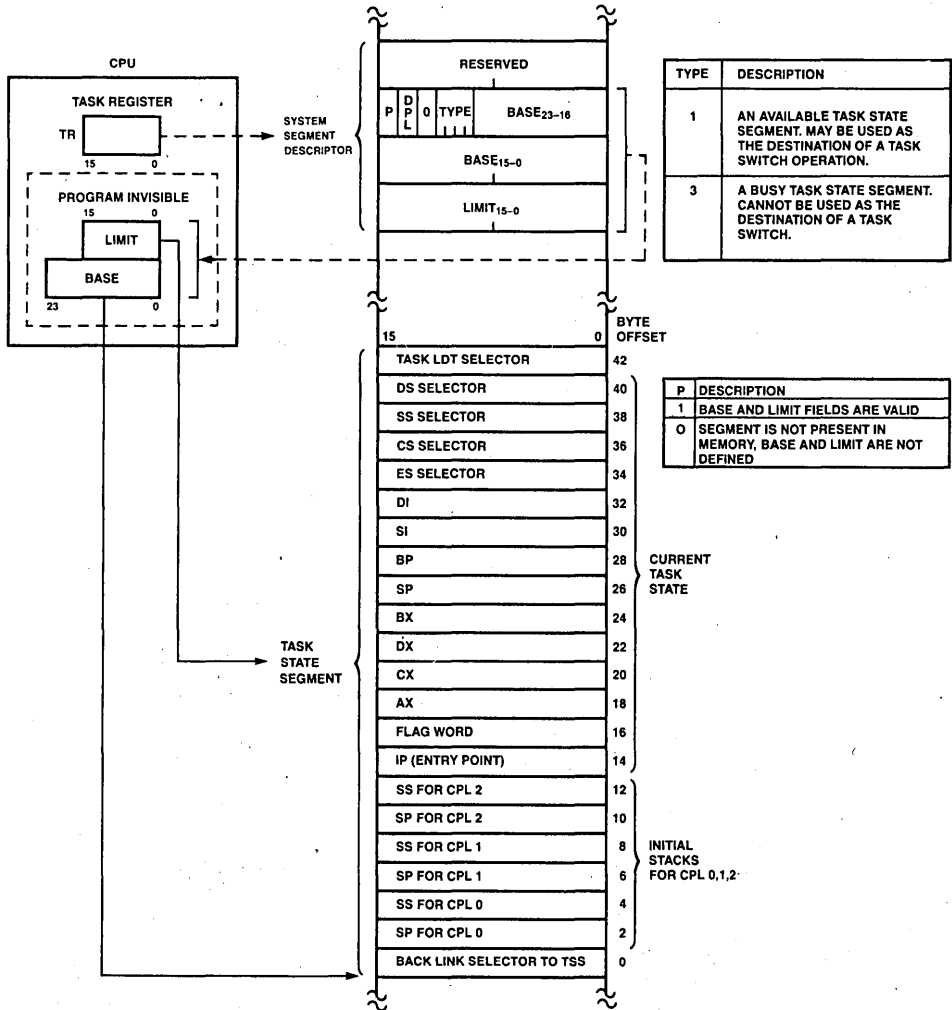 CPU
TASK REGISTER
TR
15 0
PROGRAM INVISIBLE
15 0
LIMIT
BASE
23 0
SYSTEM
SEGMENT
DESCRIPTOR
RESERVED
P DPL 0 TYPE BASE23-16
BASE15-0
LIMIT15-0
TYPE DESCRIPTION
1 AN AVAILABLE TASK STATE
SEGMENT. MAY BE USED AS
THE DESTINATION OF A TASK
SWITCH OPERATION.
3 A BUSY TASK STATE SEGMENT.
CANNOT BE USED AS THE
DESTINATION OF A TASK
SWITCH.
15 0
BYTE
OFFSET
TASK LDT SELECTOR 42
DS SELECTOR 40
SS SELECTOR 38
CS SELECTOR 36
ES SELECTOR 34
DI 32
SI 30
BP 28
SP 26
BX 24
DX 22
CX 20
AX 18
FLAG WORD 16
IP (ENTRY POINT) 14
SS FOR CPL 2 12
SP FOR CPL 2 10
SS FOR CPL 1 8
SP FOR CPL 1 6
SS FOR CPL 0 4
SP FOR CPL 0 2
BACK LINK SELECTOR TO TSS 0
TASK
STATE
SEGMENT
P DESCRIPTION
1 BASE AND LIMIT FIELDS ARE VALID
O SEGMENT IS NOT PRESENT IN
MEMORY, BASE AND LIMIT ARE NOT
DEFINED
CURRENT
TASK
STATE
INITIAL
STACKS
FOR CPL 0,1,2